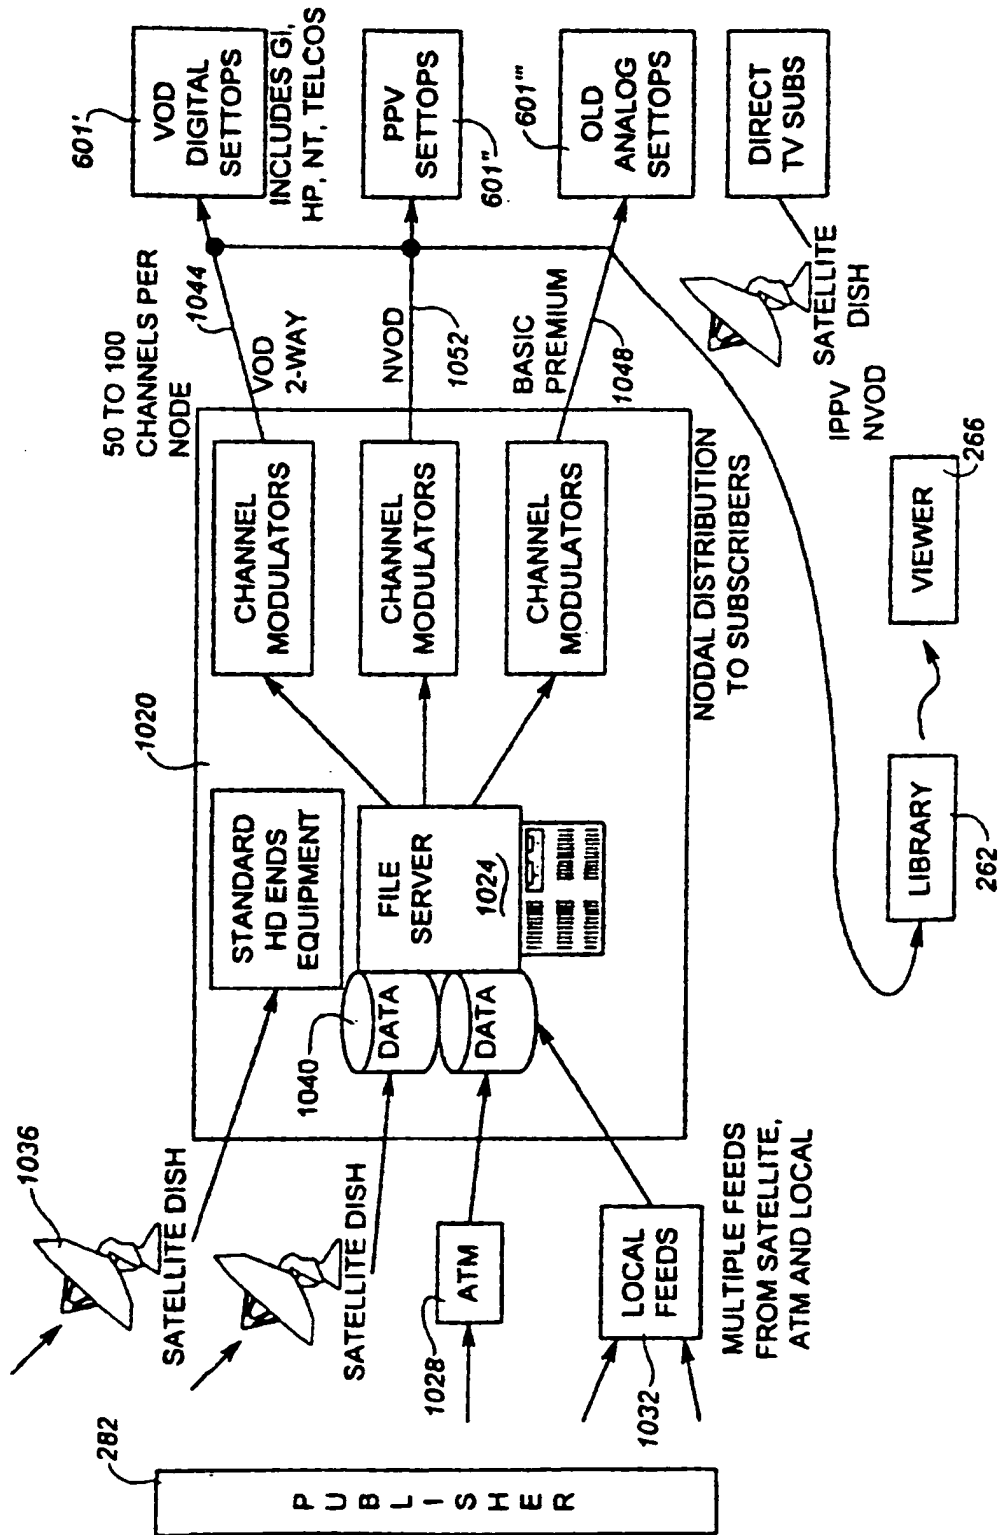 282
PUBLISHER
1036
SATELLITE DISH
SATELLITE DISH
1028
ATM
1032
LOCAL
FEEDS
MULTIPLE FEEDS
FROM SATELLITE,
ATM AND LOCAL
1020
STANDARD
HD ENDS
EQUIPMENT
1040
DATA
DATA
FILE
SERVER
1024
CHANNEL
MODULATORS
CHANNEL
MODULATORS
CHANNEL
MODULATORS
NODAL DISTRIBUTION
TO SUBSCRIBERS
50 TO 100
CHANNELS PER
NODE
1044
VOD
2-WAY
NVOD
1052
BASIC
PREMIUM
1048
601'
VOD
DIGITAL
SETTOPS
INCLUDES GI,
HP, NT, TELCOS
PPV
SETTOPS
601"
601'"
OLD
ANALOG
SETTOPS
DIRECT
TV SUBS
SATELLITE
DISH
IPPV
NVOD
LIBRARY
262
VIEWER
266